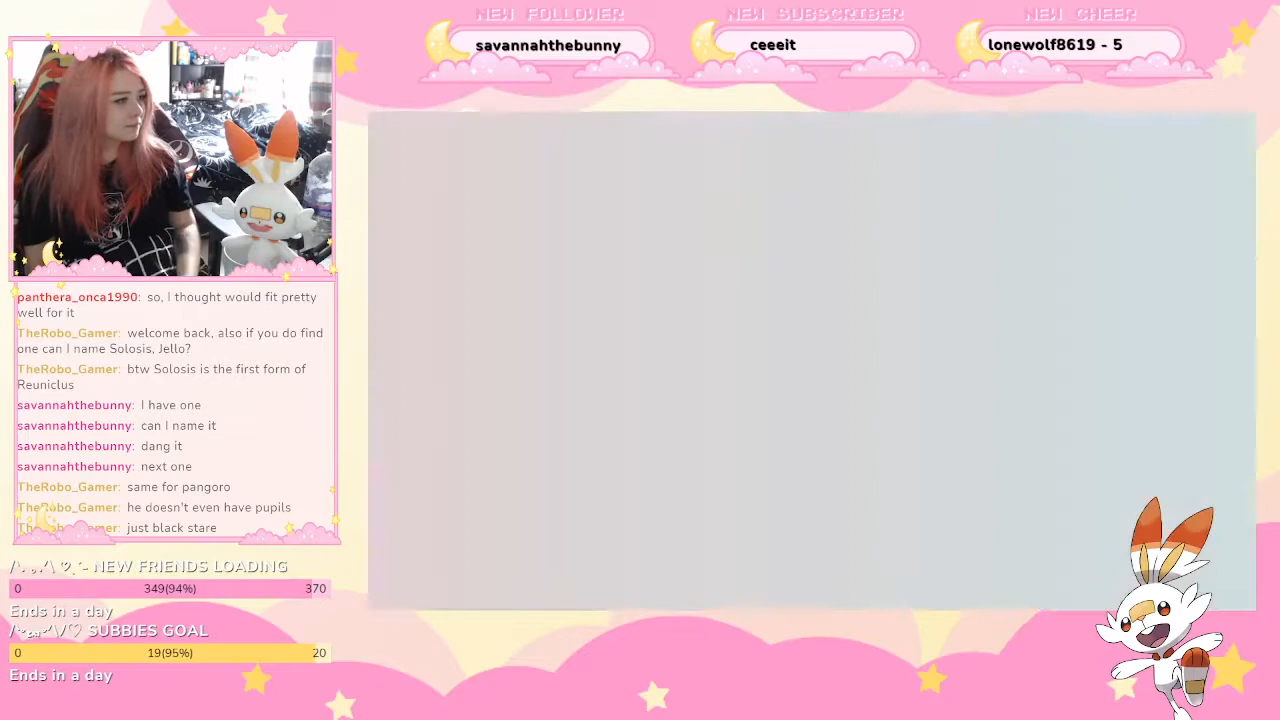 NEW FOLLOWER
NEW SUBSCRIBER
NEW CHEER
savannahthebunny
ceeeit
lonewolf8619 - 5
panthera_onca1990: so, I thought would fit pretty
well for it
TheRobo_Gamer: welcome back, also if you do find
one can I name Solosis, Jello?
TheRobo_Gamer: btw Solosis is the first form of
Reuniclus
savannahthebunny: I have one
savannahthebunny: can I name it
savannahthebunny: dang it
savannahthebunny: next one
TheRobo_Gamer: same for pangoro
TheRobo_Gamer: he doesn't even have pupils
TheRobo_Gamer: just black stare
NEW FRIENDS LOADING
0 349(94%) 370
Ends in a day
SUBBIES GOAL
0 19(95%) 20
Ends in a day